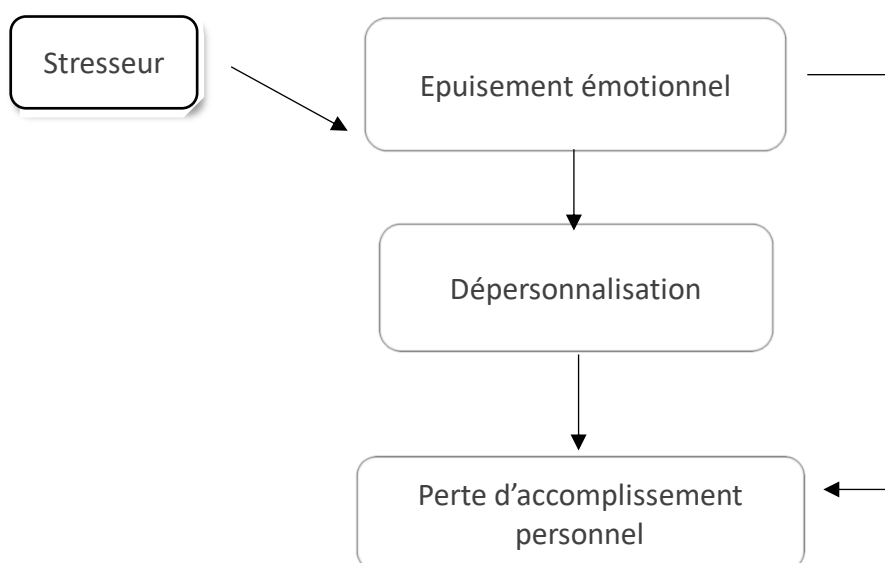 Stresseur
Epuisement émotionnel
Dépersonnalisation
Perte d’accomplissement
personnel